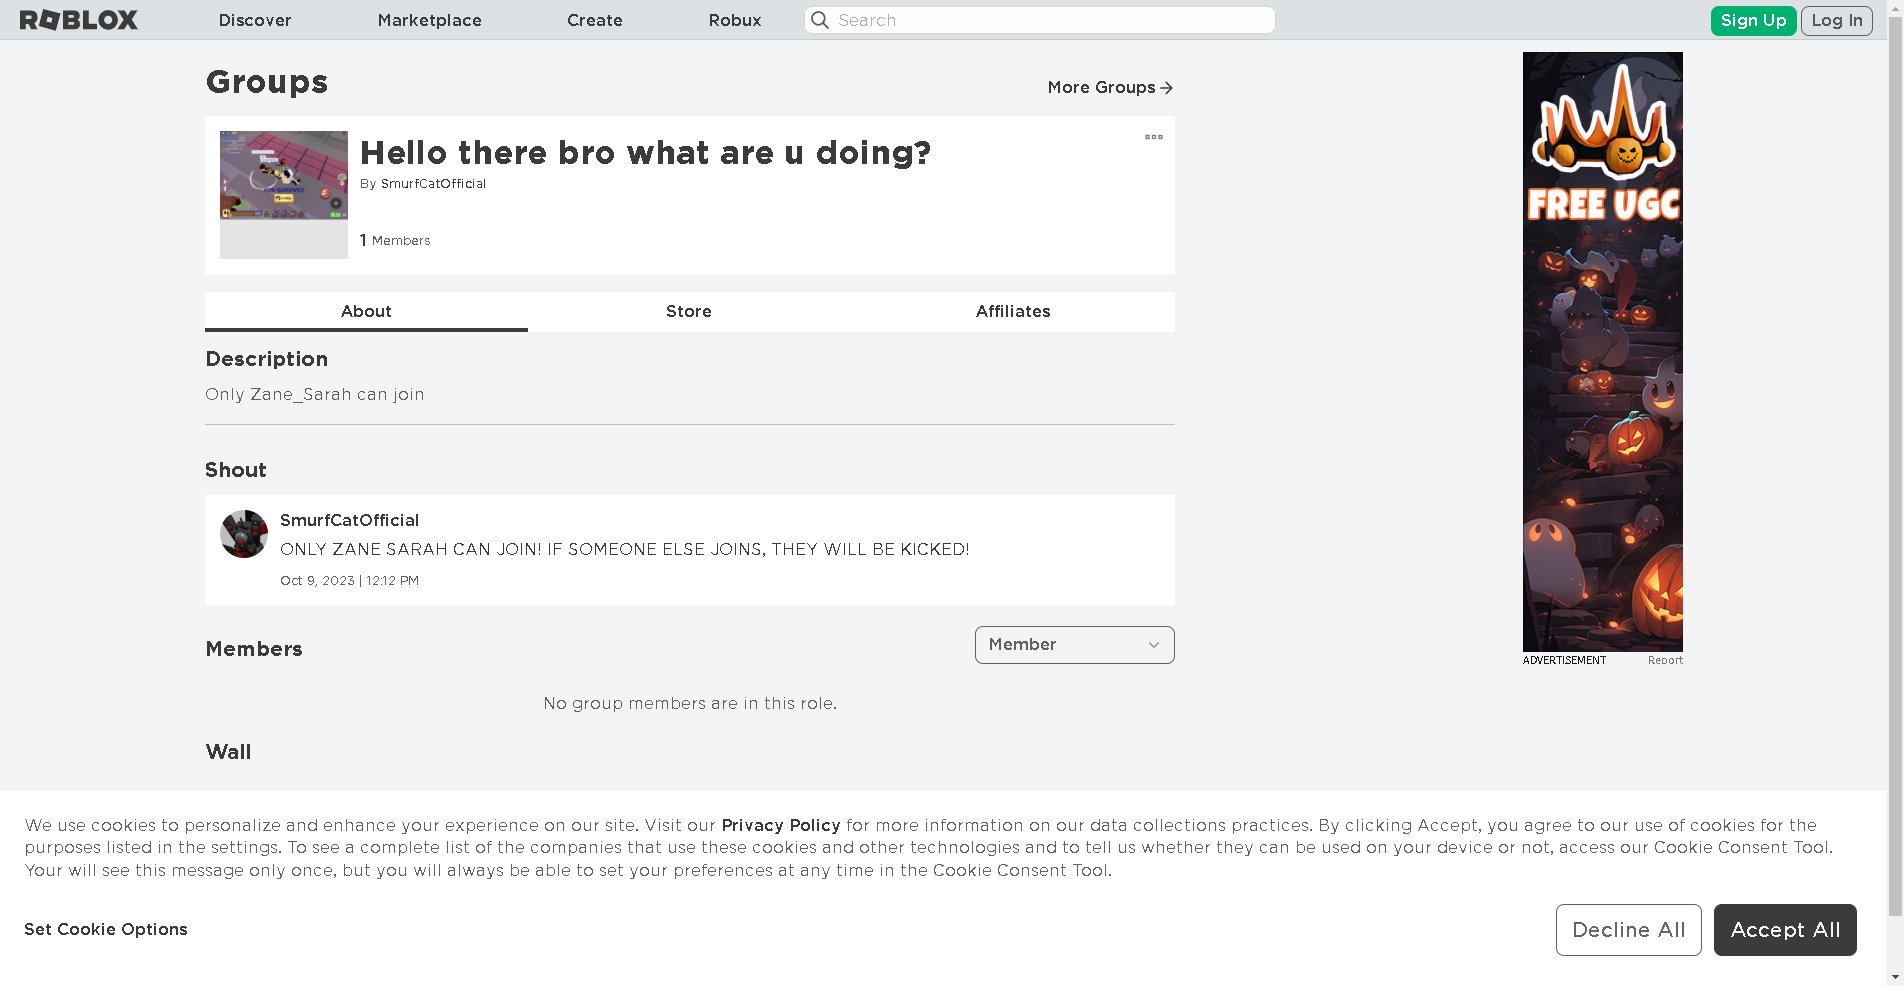 ROBLOX
Discover
Marketplace
Create
Robux
Search
Sign Up
Log In
Groups
More Groups
Hello there bro what are u doing?
By SmurfCatOfficial
YOU SURVIVED
1 Members
About
Store
Affiliates
Description
Only Zane_Sarah can join
Shout
SmurfCatOfficial
ONLY ZANE SARAH CAN JOIN! IF SOMEONE ELSE JOINS, THEY WILL BE KICKED!
Oct 9, 2023 | 12:12 PM
Members
Member
No group members are in this role.
Wall
FREE UGC
ADVERTISEMENT
Report
We use cookies to personalize and enhance your experience on our site. Visit our Privacy Policy for more information on our data collections practices. By clicking Accept, you agree to our use of cookies for the
purposes listed in the settings. To see a complete list of the companies that use these cookies and other technologies and to tell us whether they can be used on your device or not, access our Cookie Consent Tool.
Your will see this message only once, but you will always be able to set your preferences at any time in the Cookie Consent Tool.
Set Cookie Options
Decline All
Accept All